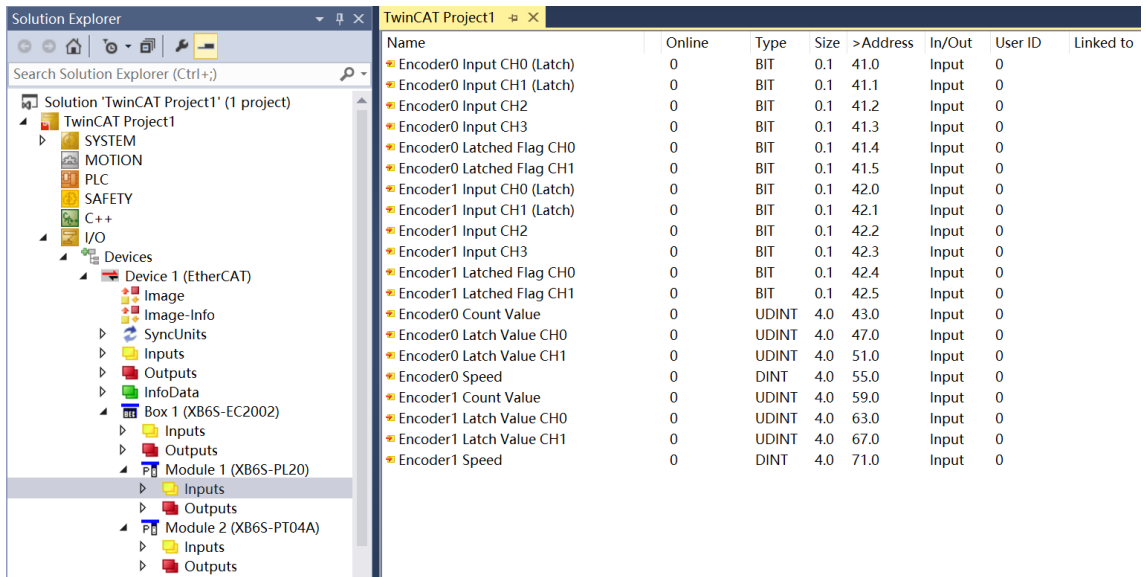 Solution Explorer
Search Solution Explorer (Ctrl+;)
Solution 'TwinCAT Project1' (1 project)
TwinCAT Project1
SYSTEM
MOTION
PLC
SAFETY
C++
I/O
Devices
Device 1 (EtherCAT)
Image
Image-Info
SyncUnits
Inputs
Outputs
InfoData
Box 1 (XB6S-EC2002)
Inputs
Outputs
Module 1 (XB6S-PL20)
Inputs
Outputs
Module 2 (XB6S-PT04A)
Inputs
Outputs
TwinCAT Project1
Name Online Type Size >Address In/Out User ID Linked to
Encoder0 Input CH0 (Latch) 0 BIT 0.1 41.0 Input 0
Encoder0 Input CH1 (Latch) 0 BIT 0.1 41.1 Input 0
Encoder0 Input CH2 0 BIT 0.1 41.2 Input 0
Encoder0 Input CH3 0 BIT 0.1 41.3 Input 0
Encoder0 Latched Flag CH0 0 BIT 0.1 41.4 Input 0
Encoder0 Latched Flag CH1 0 BIT 0.1 41.5 Input 0
Encoder1 Input CH0 (Latch) 0 BIT 0.1 42.0 Input 0
Encoder1 Input CH1 (Latch) 0 BIT 0.1 42.1 Input 0
Encoder1 Input CH2 0 BIT 0.1 42.2 Input 0
Encoder1 Input CH3 0 BIT 0.1 42.3 Input 0
Encoder1 Latched Flag CH0 0 BIT 0.1 42.4 Input 0
Encoder1 Latched Flag CH1 0 BIT 0.1 42.5 Input 0
Encoder0 Count Value 0 UDINT 4.0 43.0 Input 0
Encoder0 Latch Value CH0 0 UDINT 4.0 47.0 Input 0
Encoder0 Latch Value CH1 0 UDINT 4.0 51.0 Input 0
Encoder0 Speed 0 DINT 4.0 55.0 Input 0
Encoder1 Count Value 0 UDINT 4.0 59.0 Input 0
Encoder1 Latch Value CH0 0 UDINT 4.0 63.0 Input 0
Encoder1 Latch Value CH1 0 UDINT 4.0 67.0 Input 0
Encoder1 Speed 0 DINT 4.0 71.0 Input 0